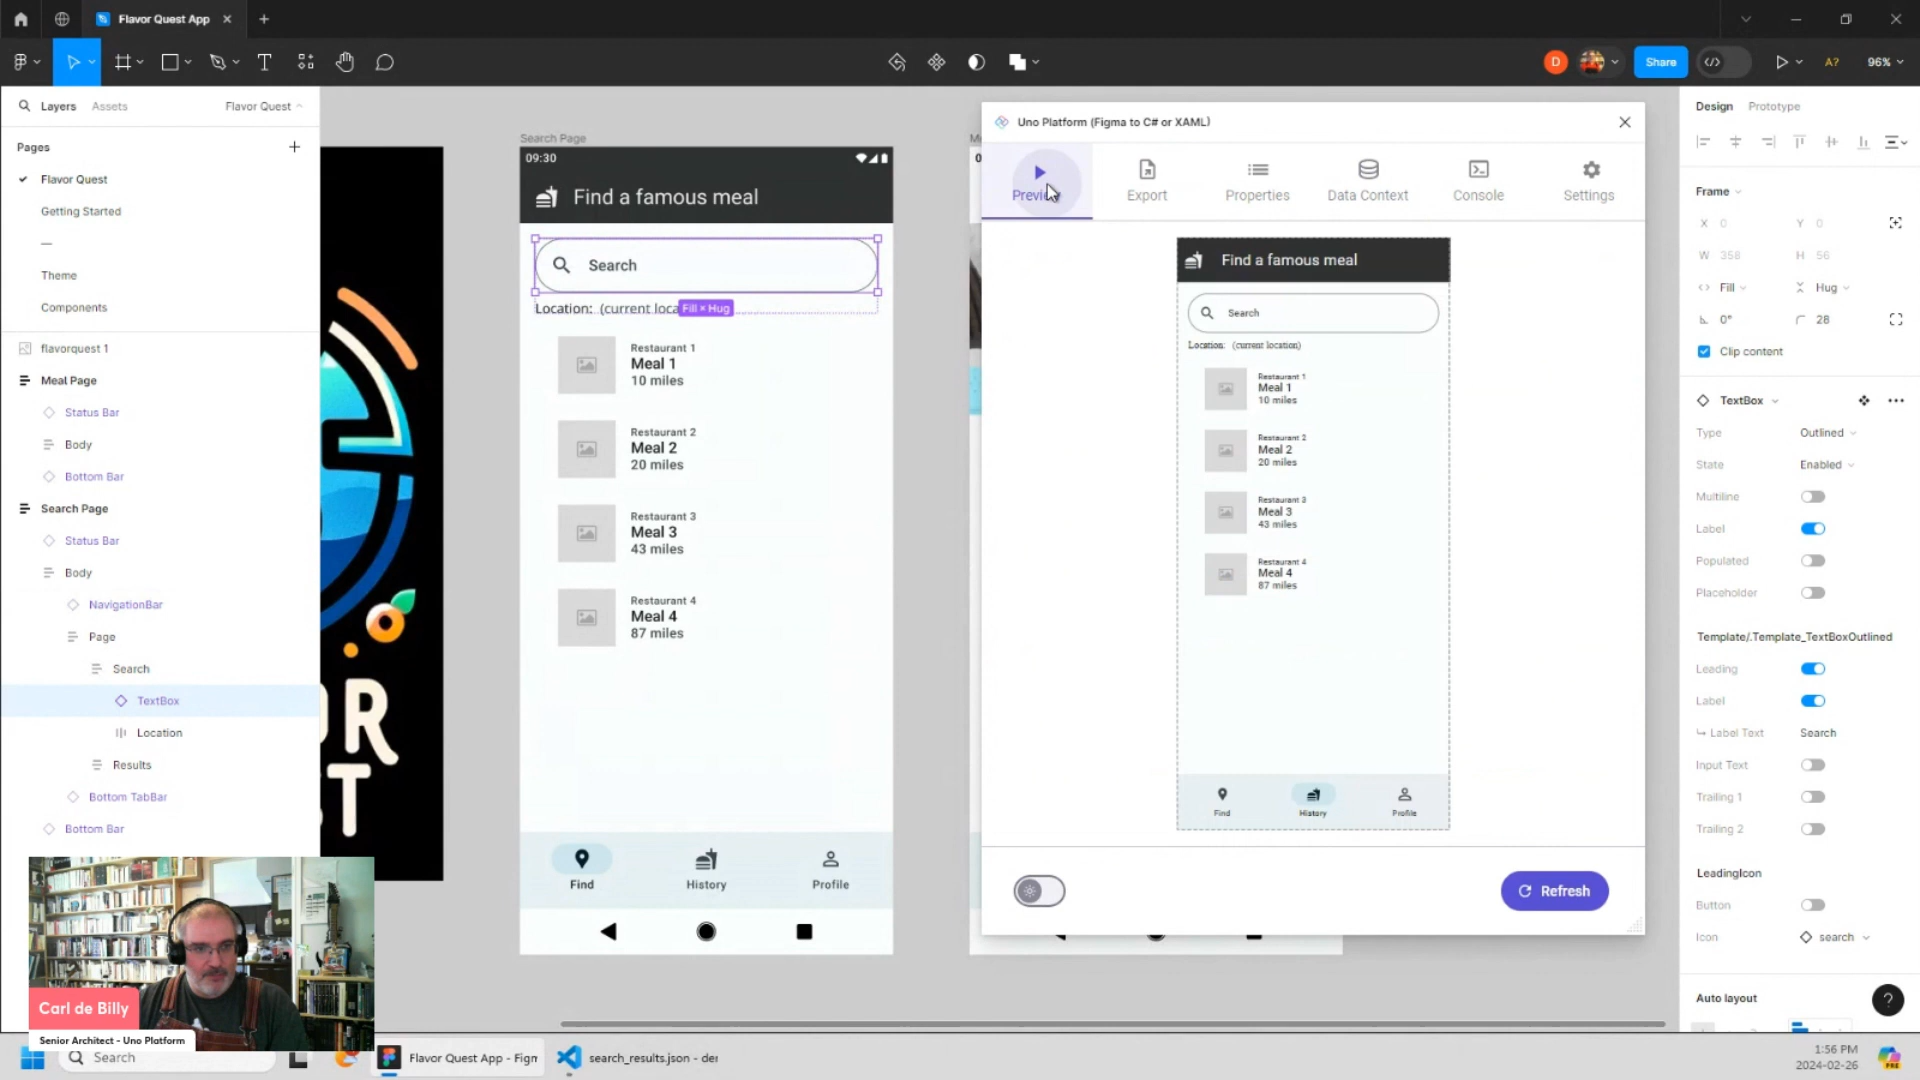 Flavor Quest App
Share
A?
96%
Layers
Assets
Flavor Quest
Pages
Flavor Quest
Getting Started
—
Theme
Components
flavorquest 1
Meal Page
Status Bar
Body
Bottom Bar
Search Page
Status Bar
Body
NavigationBar
Page
Search
TextBox
Location
Results
Bottom TabBar
Bottom Bar
Search Page
09:30
Find a famous meal
Search
Location: (current loca
Fill × Hug
Restaurant 1
Meal 1
10 miles
Restaurant 2
Meal 2
20 miles
Restaurant 3
Meal 3
43 miles
Restaurant 4
Meal 4
87 miles
Find
History
Profile
Uno Platform (Figma to C# or XAML)
Preview
Export
Properties
Data Context
Console
Settings
Find a famous meal
Search
Location: (current location)
Restaurant 1
Meal 1
10 miles
Restaurant 2
Meal 2
20 miles
Restaurant 3
Meal 3
43 miles
Restaurant 4
Meal 4
87 miles
Find
History
Profile
Refresh
D
Design
Prototype
Frame
X 0
Y 0
W 358
H 56
Fill
Hug
0°
28
Clip content
TextBox
Type
Outlined
State
Enabled
Multiline
Label
Populated
Placeholder
Template/.Template_TextBoxOutlined
Leading
Label
Label Text
Search
Input Text
Trailing 1
Trailing 2
LeadingIcon
Button
Icon
search
Auto layout
?
Carl de Billy
Senior Architect - Uno Platform
Search
Flavor Quest App - Figm
search_results.json - der
1:56 PM
2024-02-26
PRE